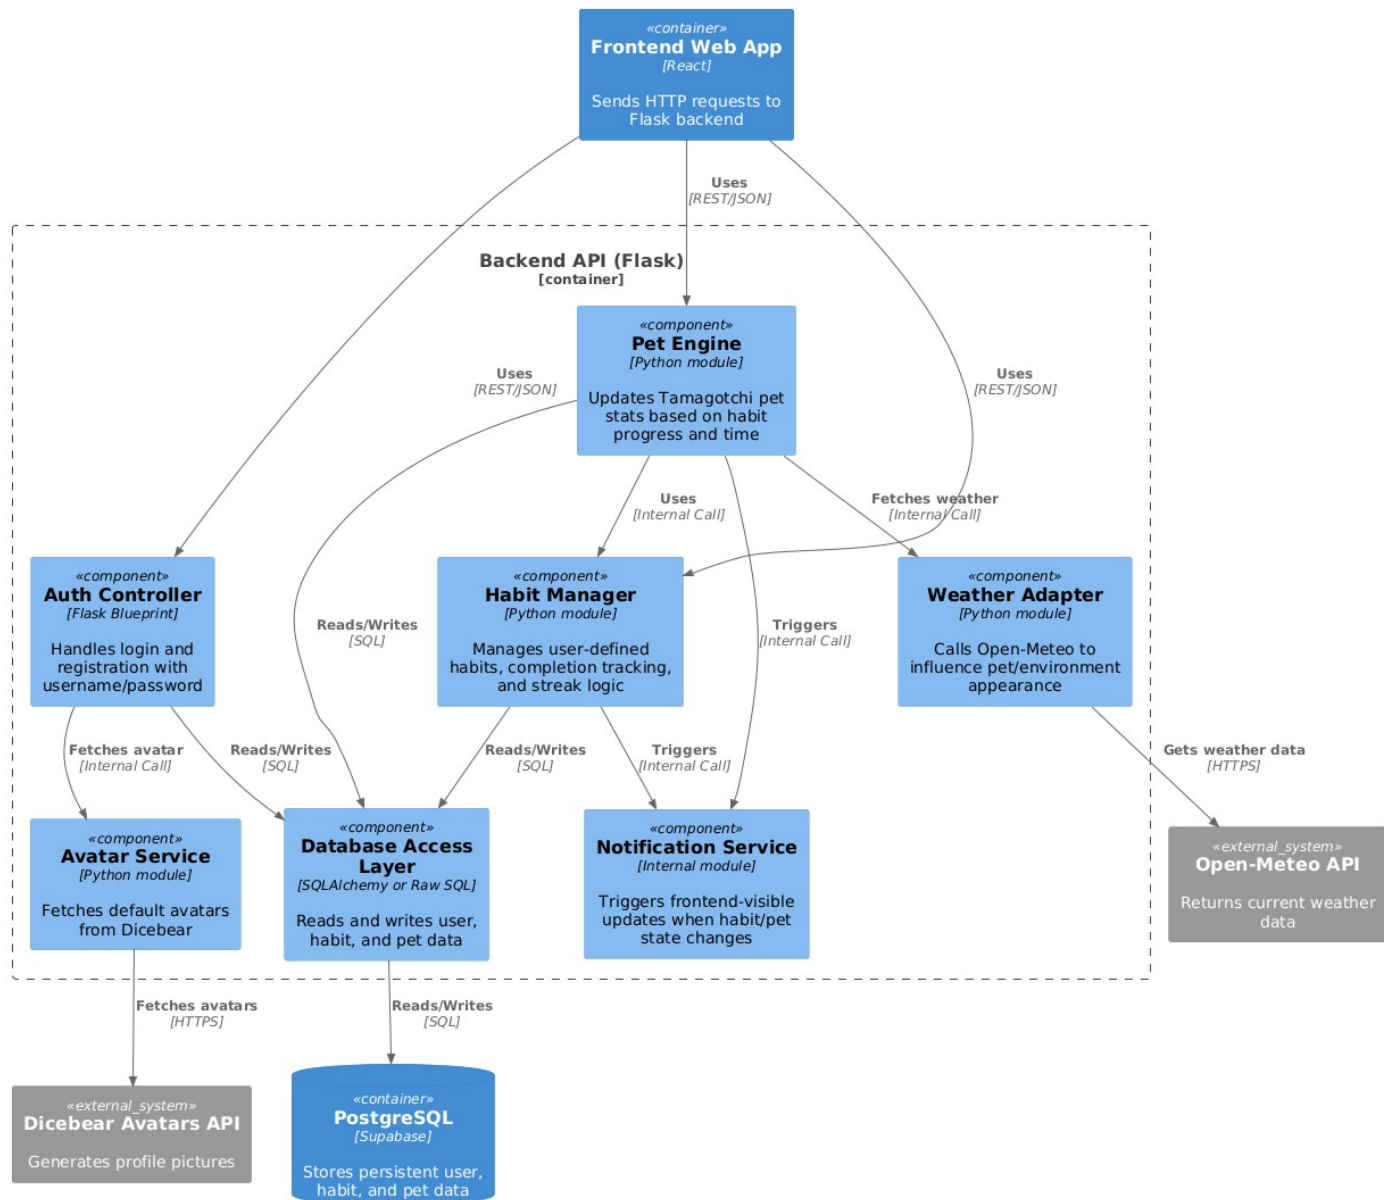 «container»
Frontend Web App
[React]
Sends HTTP requests to
Flask backend
Uses
[REST/JSON]
Backend API (Flask)
[container]
«component»
Pet Engine
[Python module]
Updates Tamagotchi pet
stats based on habit
progress and time
Uses
[REST/JSON]
Uses
[REST/JSON]
Uses
[Internal Call]
Fetches weather
[Internal Call]
«component»
Auth Controller
[Flask Blueprint]
Handles login and
registration with
username/password
Reads/Writes
[SQL]
«component»
Habit Manager
[Python module]
Manages user-defined
habits, completion tracking,
and streak logic
Triggers
[Internal Call]
«component»
Weather Adapter
[Python module]
Calls Open-Meteo to
influence pet/environment
appearance
Fetches avatar
[Internal Call]
Reads/Writes
[SQL]
Reads/Writes
[SQL]
Triggers
[Internal Call]
Gets weather data
[HTTPS]
«component»
Avatar Service
[Python module]
Fetches default avatars
from Dicebear
«component»
Database Access
Layer
[SQLAlchemy or Raw SQL]
Reads and writes user,
habit, and pet data
«component»
Notification Service
[Internal module]
Triggers frontend-visible
updates when habit/pet
state changes
«external_system»
Open-Meteo API
Returns current weather
data
Fetches avatars
[HTTPS]
Reads/Writes
[SQL]
«external_system»
Dicebear Avatars API
Generates profile pictures
«container»
PostgreSQL
[Supabase]
Stores persistent user,
habit, and pet data